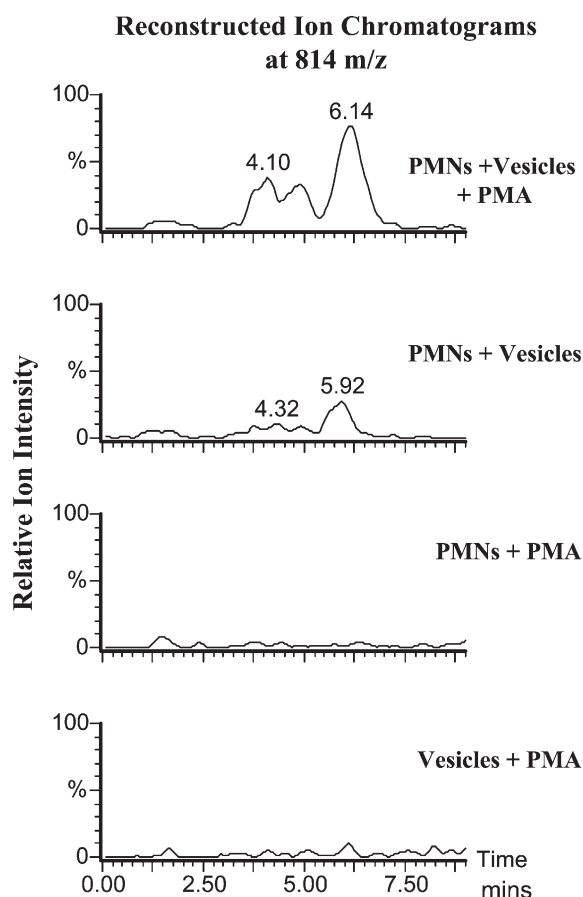 Reconstructed Ion Chromatograms
at 814 m/z
100
%
0
4.10
6.14
PMNs +Vesicles
+ PMA
100
%
0
4.32
5.92
PMNs + Vesicles
Relative Ion Intensity
100
%
0
PMNs + PMA
100
%
0
Vesicles + PMA
0.00 2.50 5.00 7.50
Time
mins